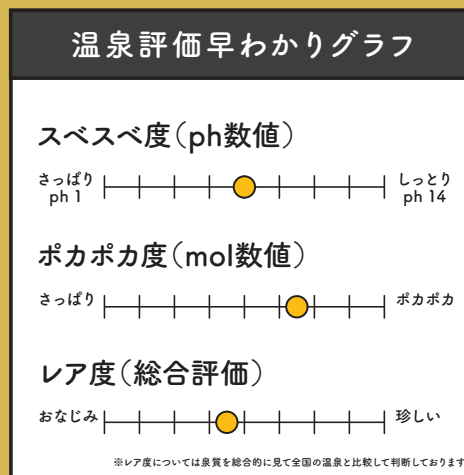 温泉評価早わかりグラフ
スベスベ度(ph数値)
さっぱり
ph 1
しっとり
ph 14
ポカポカ度(mol数値)
さっぱり
ポカポカ
レア度(総合評価)
おなじみ
珍しい
※レア度については泉質を総合的に見て全国の温泉と比較して判断しております